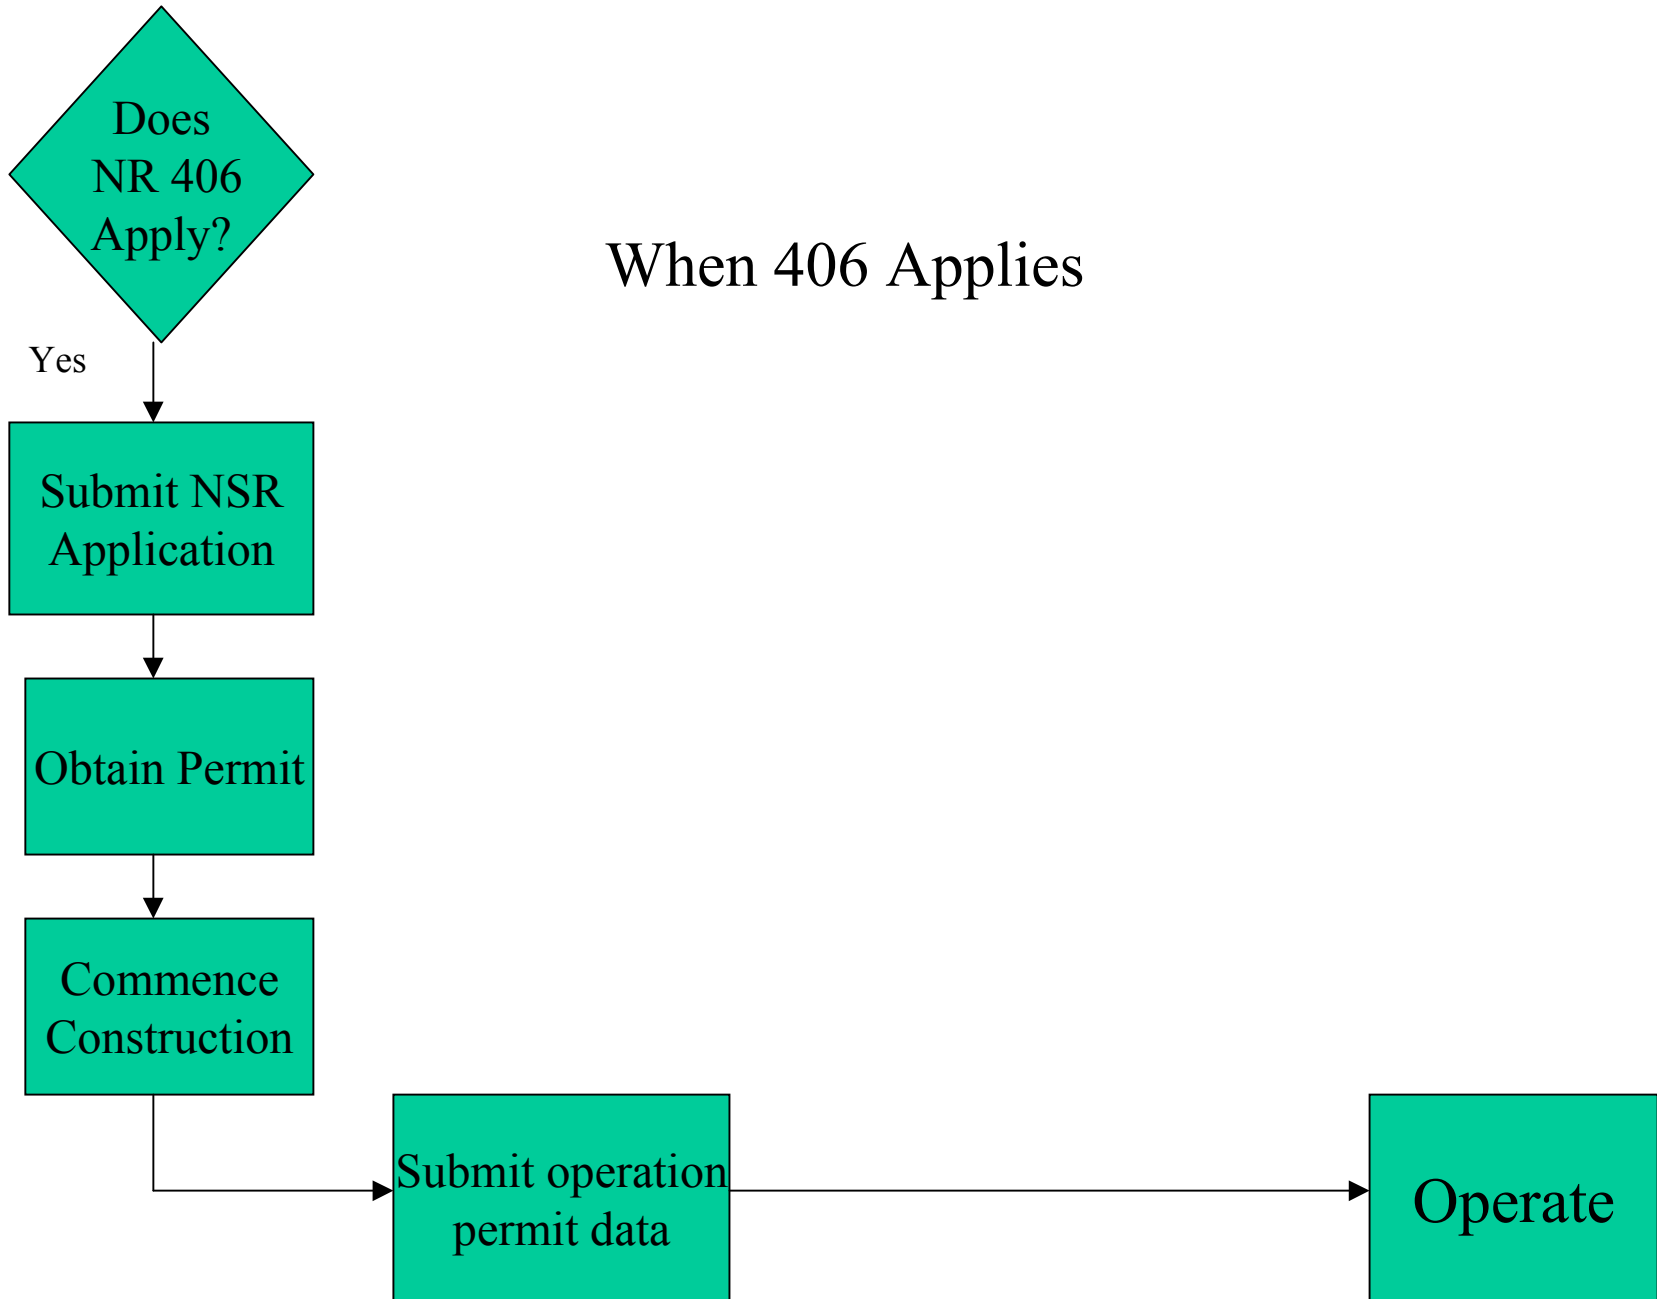 Does
NR 406
Apply?
When 406 Applies
Yes
Submit NSR
Application
Obtain Permit
Commence
Construction
Submit operation
permit data
Operate